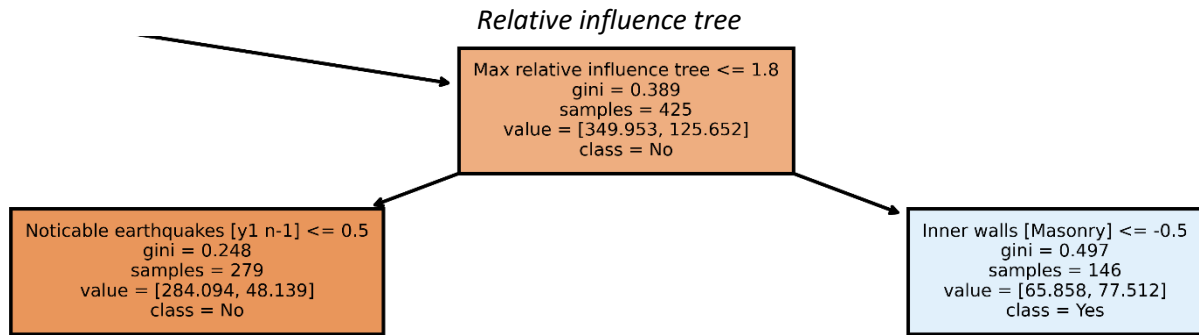 Relative influence tree
Max relative influence tree <= 1.8
gini = 0.389
samples = 425
value = [349.953, 125.652]
class = No
Noticable earthquakes [y1 n-1] <= 0.5
gini = 0.248
samples = 279
value = [284.094, 48.139]
class = No
Inner walls [Masonry] <= -0.5
gini = 0.497
samples = 146
value = [65.858, 77.512]
class = Yes